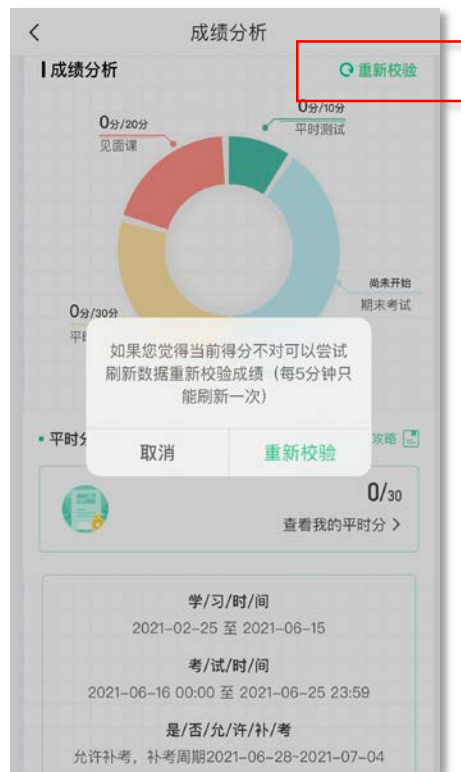 成绩分析
成绩分析
重新校验
0分/10分
平时测试
0分/20分
见面课
尚未开始
期末考试
0分/30分
平时
如果您觉得当前得分不对可以尝试
刷新数据重新校验成绩（每5分钟只
能刷新一次）
取消
重新校验
平时分
攻略
0/30
查看我的平时分
学/习/时/间
2021-02-25 至 2021-06-15
考/试/时/间
2021-06-16 00:00 至 2021-06-25 23:59
是/否/允/许/补/考
允许补考，补考周期2021-06-28~2021-07-04